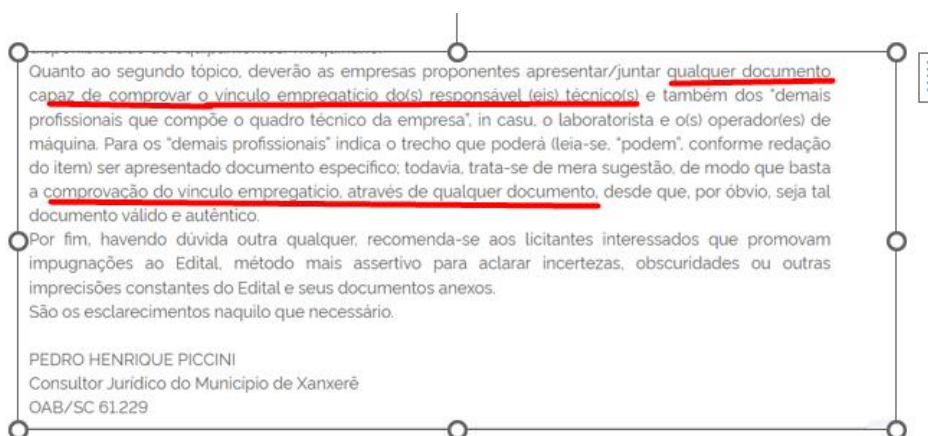 Quanto ao segundo tópico, deverão as empresas proponentes apresentar/juntar qualquer documento
capaz de comprovar o vínculo empregatício do(s) responsável (eis) técnico(s) e também dos "demais
profissionais que compõe o quadro técnico da empresa", in casu, o laboratorista e o(s) operador(es) de
máquina. Para os "demais profissionais" indica o trecho que poderá (leia-se, "podem", conforme redação
do item) ser apresentado documento específico; todavia, trata-se de mera sugestão, de modo que basta
a comprovação do vínculo empregatício, através de qualquer documento, desde que, por óbvio, seja tal
documento válido e autêntico.
Por fim, havendo dúvida outra qualquer, recomenda-se aos licitantes interessados que promovam
impugnações ao Edital, método mais assertivo para aclarar incertezas, obscuridades ou outras
imprecisões constantes do Edital e seus documentos anexos.
São os esclarecimentos naquilo que necessário.
PEDRO HENRIQUE PICCINI
Consultor Jurídico do Município de Xanxerê
OAB/SC 61.229